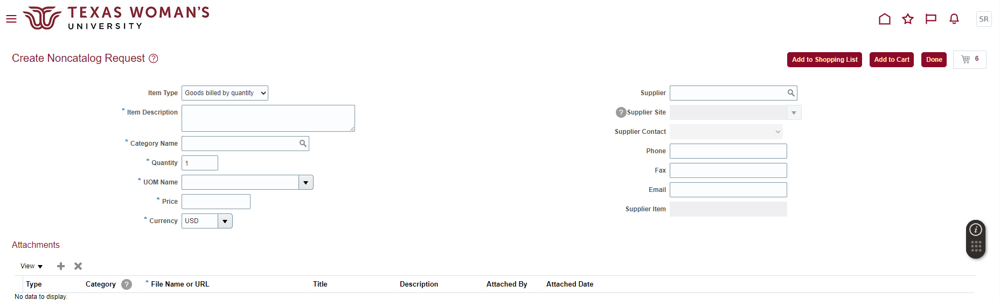 TEXAS WOMAN'S
UNIVERSITY
SR
Create Noncatalog Request ?
Add to Shopping List
Add to Cart
Done
6
Item Type
Goods billed by quantity
* Item Description
* Category Name
* Quantity
1
* UOM Name
* Price
* Currency
USD
Supplier
? Supplier Site
Supplier Contact
Phone
Fax
Email
Supplier Item
i
Attachments
View
Type Category ? * File Name or URL Title Description Attached By Attached Date
No data to display.